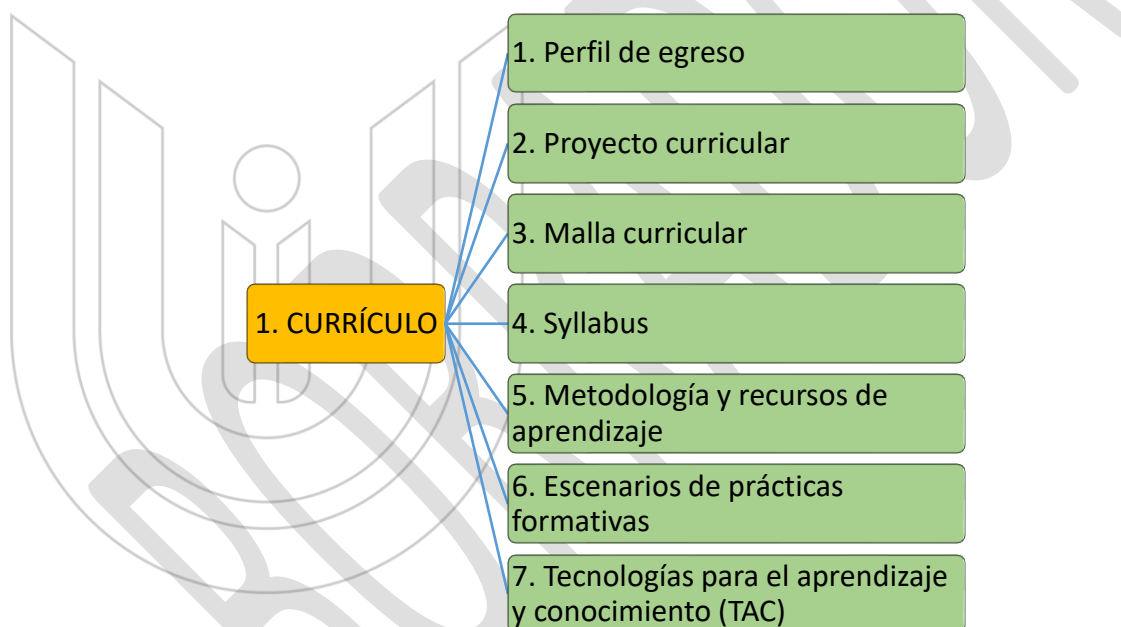 1. Perfil de egreso
2. Proyecto curricular
3. Malla curricular
1. CURRÍCULO
4. Syllabus
5. Metodología y recursos de
aprendizaje
6. Escenarios de prácticas
formativas
7. Tecnologías para el aprendizaje
y conocimiento (TAC)